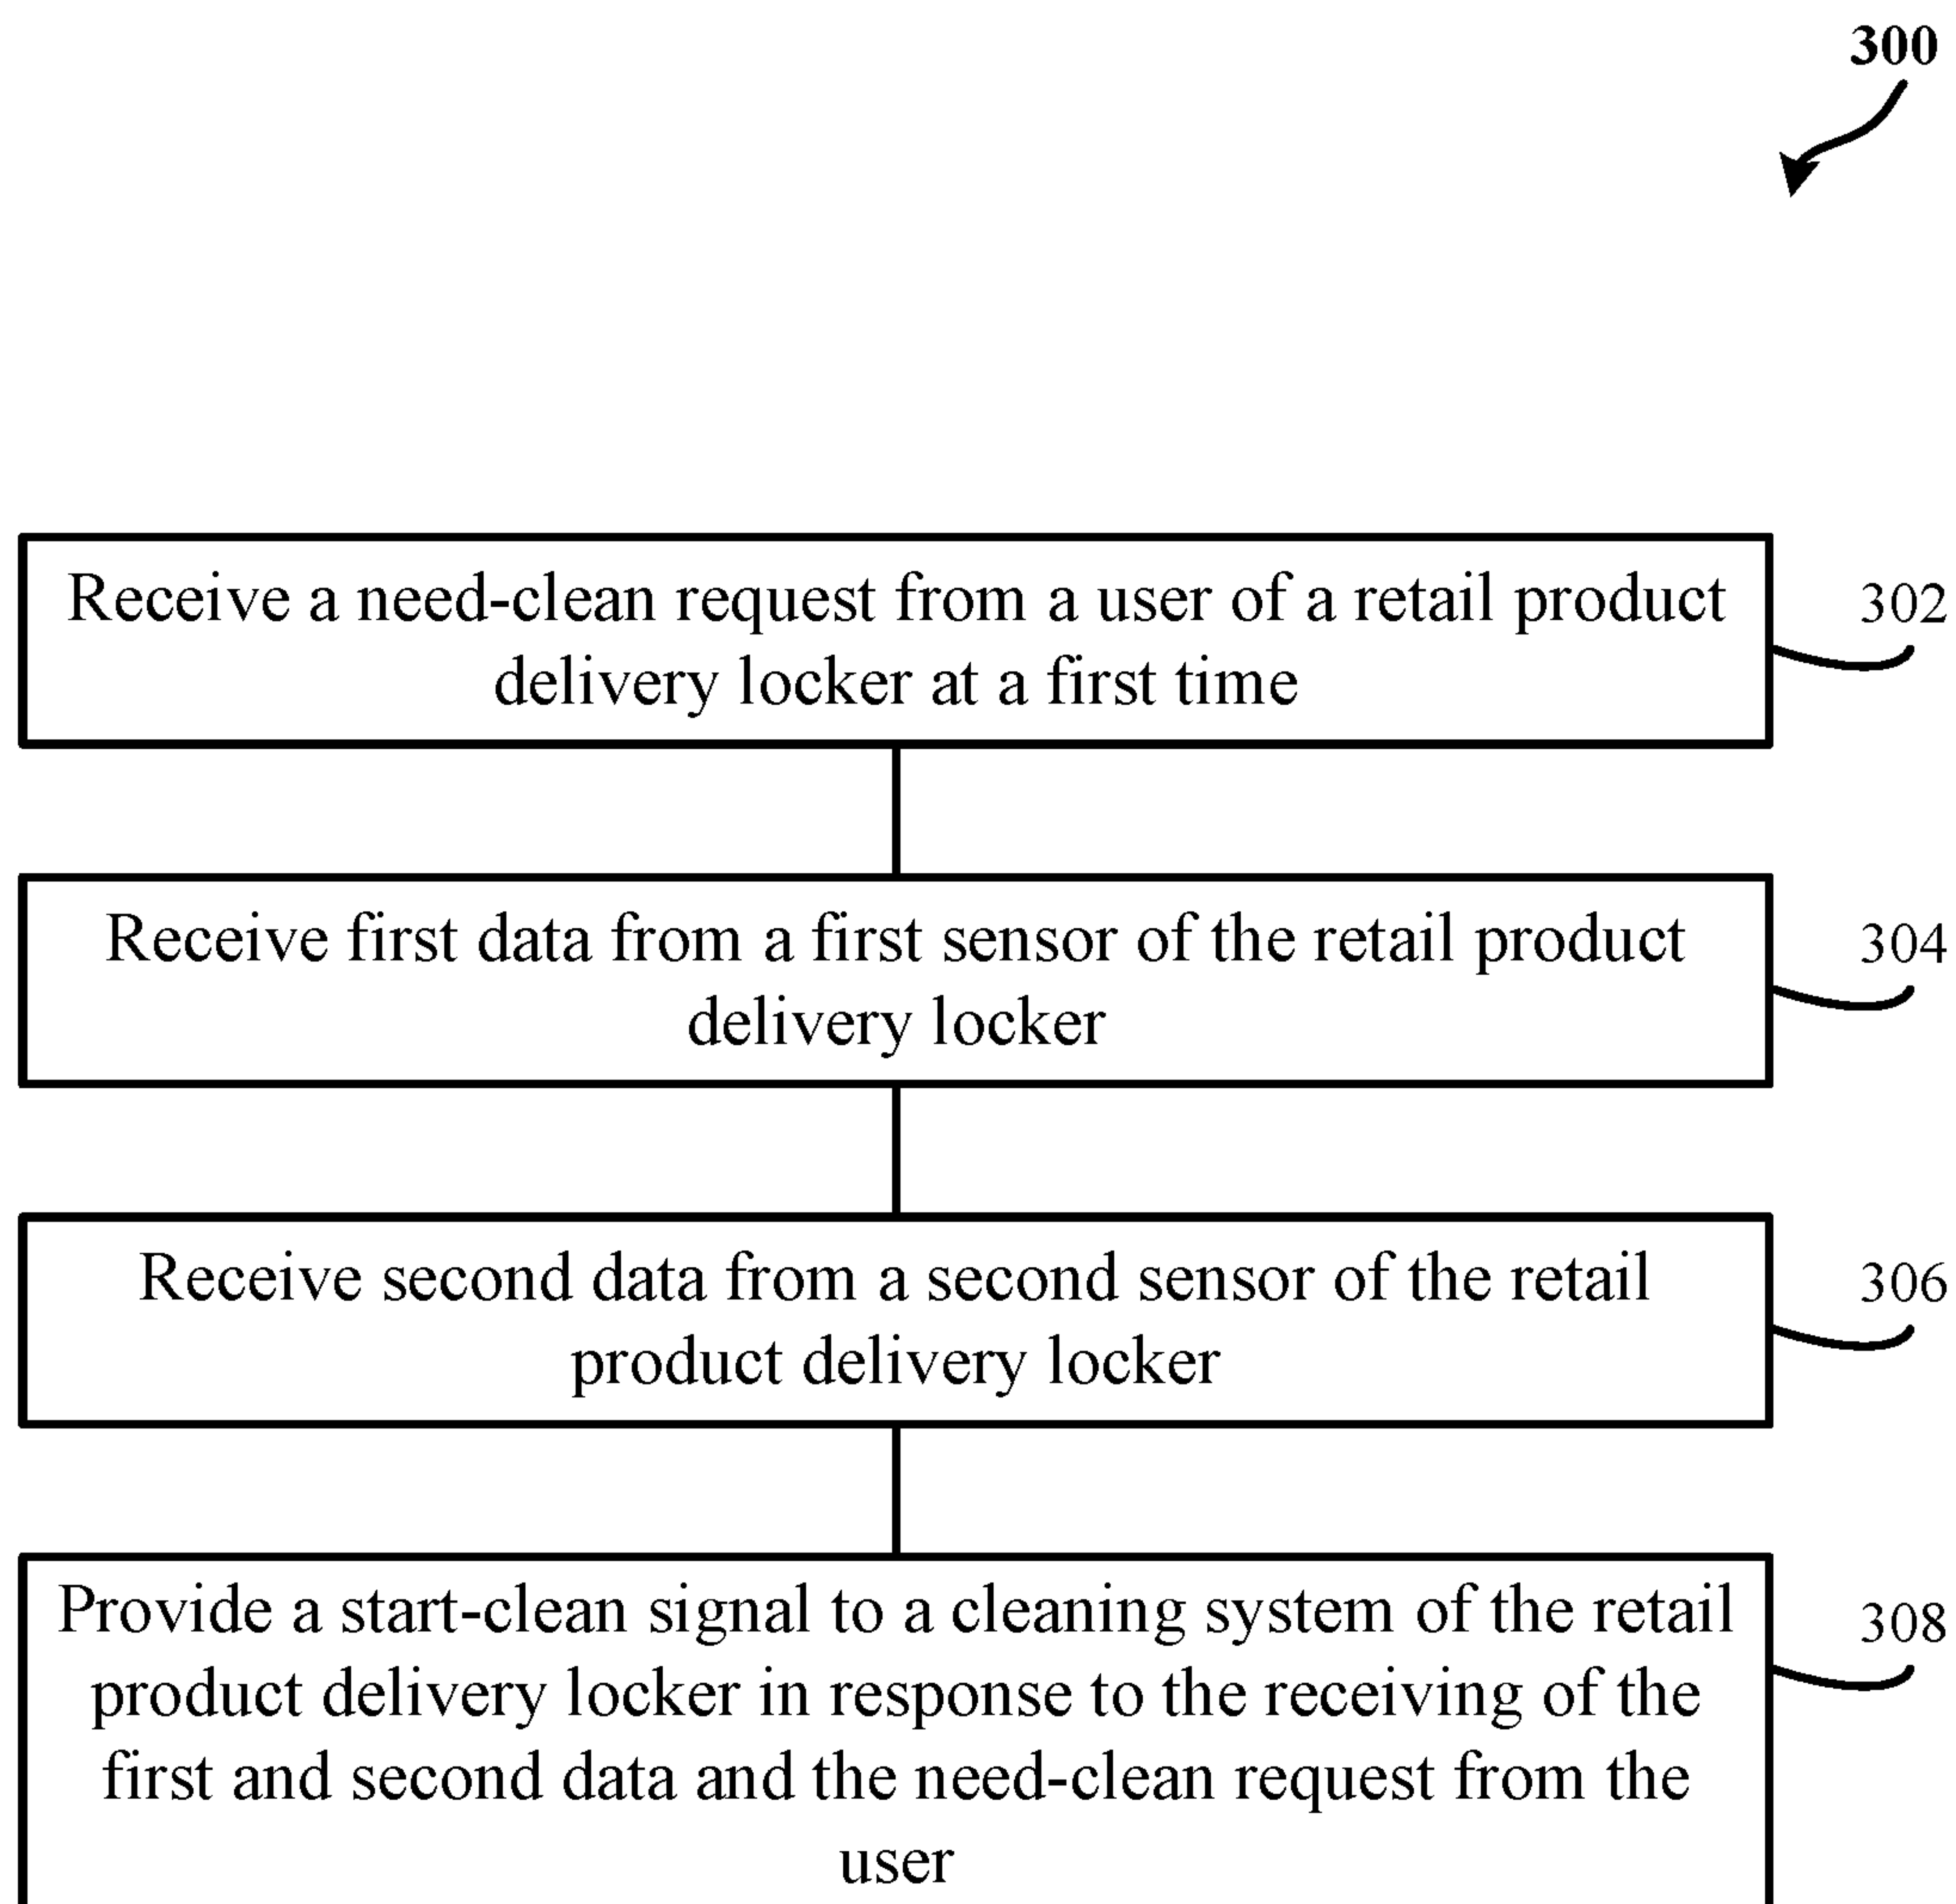 300
Receive a need-clean request from a user of a retail product
delivery locker at a first time
302
Receive first data from a first sensor of the retail product
delivery locker
304
Receive second data from a second sensor of the retail
product delivery locker
306
Provide a start-clean signal to a cleaning system of the retail
product delivery locker in response to the receiving of the
first and second data and the need-clean request from the
user
308